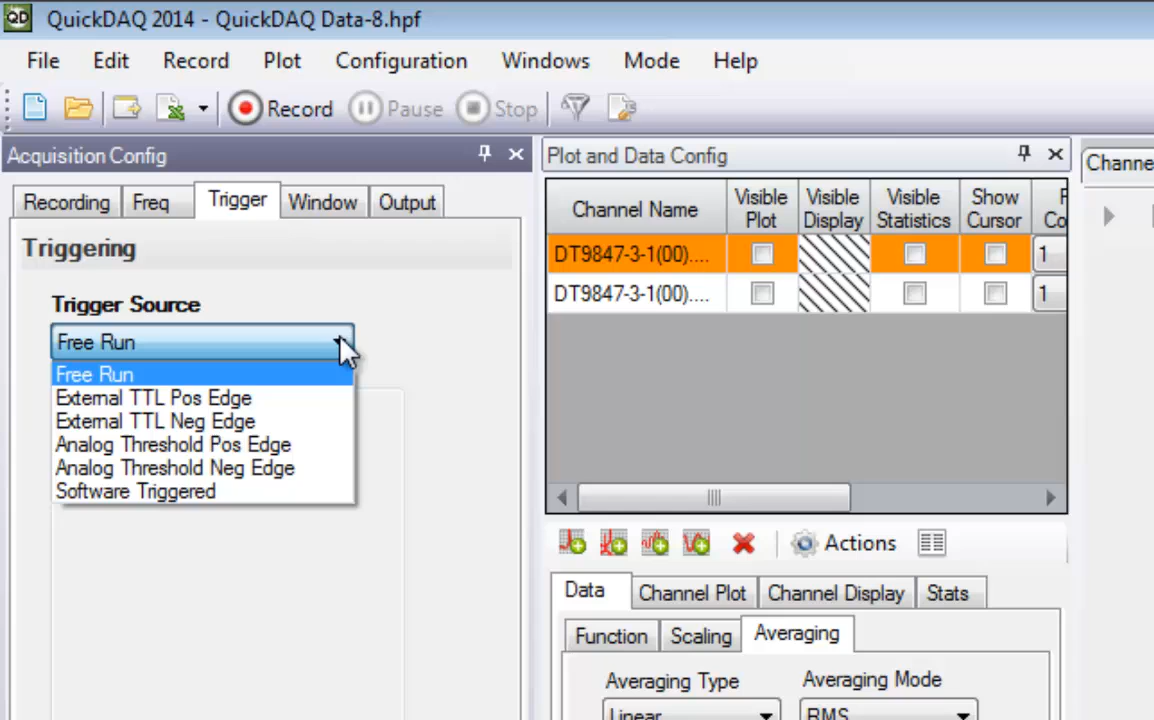 QD QuickDAQ 2014 - QuickDAQ Data-8.hpf
File Edit Record Plot Configuration Windows Mode Help
Record Pause Stop
Acquisition Config
Recording Freq Trigger Window Output
Triggering
Trigger Source
Free Run
Free Run
External TTL Pos Edge
External TTL Neg Edge
Analog Threshold Pos Edge
Analog Threshold Neg Edge
Software Triggered
Plot and Data Config
Channel Name Visible Plot Visible Display Visible Statistics Show Cursor
DT9847-3-1(00).... 1
DT9847-3-1(00).... 1
Actions
Data Channel Plot Channel Display Stats
Function Scaling Averaging
Averaging Type Averaging Mode
Linear RMS
Channe